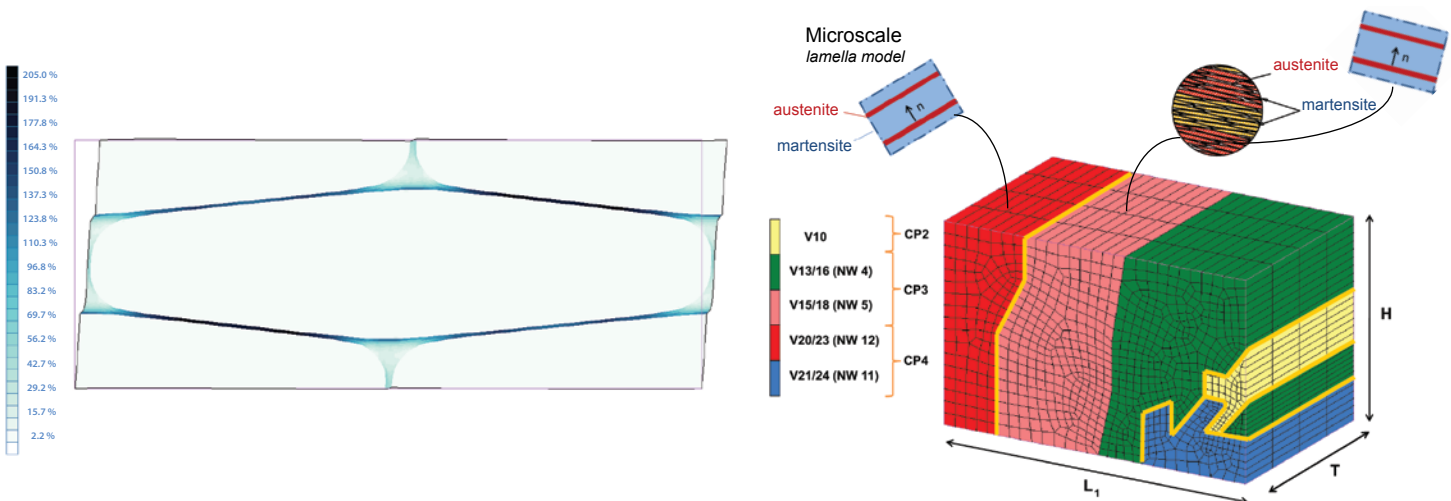 205.0 %
191.3 %
177.8 %
164.3 %
150.8 %
137.3 %
123.8 %
110.3 %
96.8 %
83.2 %
69.7 %
56.2 %
42.7 %
29.2 %
15.7 %
2.2 %
Microscale
lamella model
austenite
martensite
n
austenite
martensite
n
V10
CP2
V13/16 (NW 4)
CP3
V15/18 (NW 5)
V20/23 (NW 12)
CP4
V21/24 (NW 11)
H
T
L₁